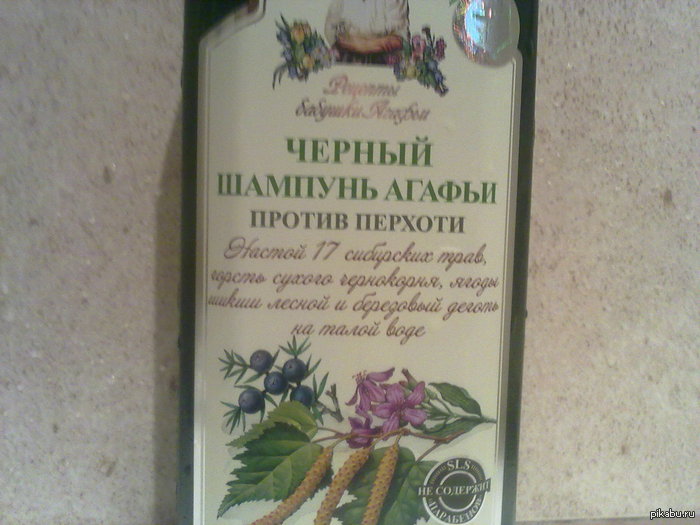 Рецепты
бабушки Агафьи
ЧЕРНЫЙ
ШАМПУНЬ АГАФЬИ
ПРОТИВ ПЕРХОТИ
Настой 17 сибирских трав,
горсть сухого чернокорня, ягоды
шикши лесной и березовый деготь
на талой воде
SLS
НЕ СОДЕРЖИТ
ПАРАБЕНОВ
pikabu.ru